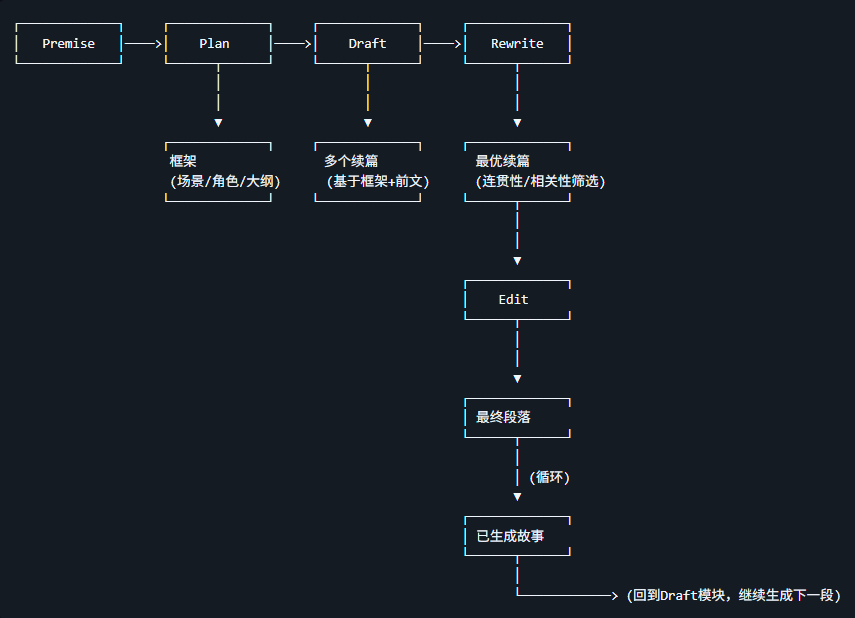 Premise Plan Draft Rewrite
框架 多个续篇 最优续篇
(场景/角色/大纲) (基于框架+前文) (连贯性/相关性筛选)
Edit
最终段落
(循环)
已生成故事
(回到Draft模块，继续生成下一段)